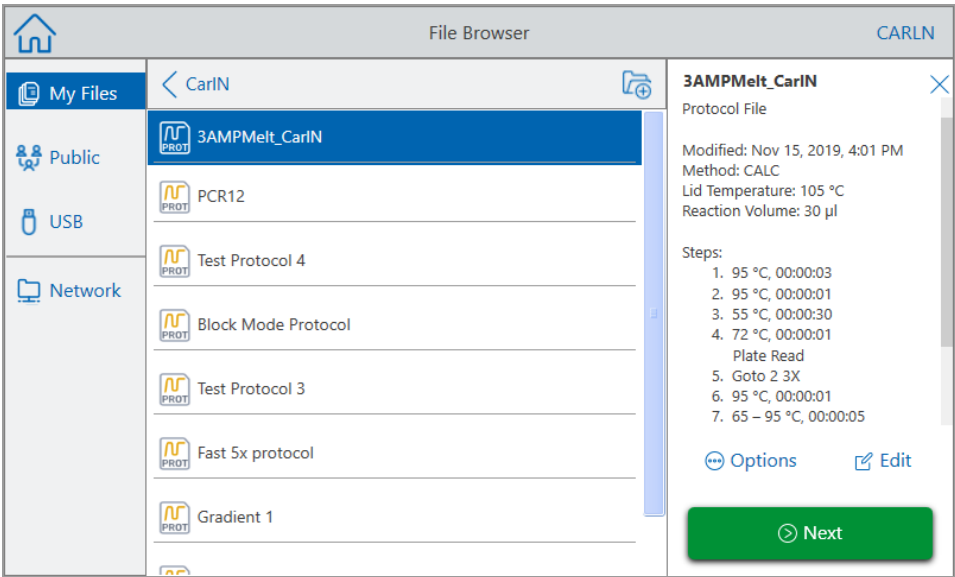 File Browser
CARLN
My Files
Public
USB
Network
CarIN
PROT 3AMPMelt_CarIN
PROT PCR12
PROT Test Protocol 4
PROT Block Mode Protocol
PROT Test Protocol 3
PROT Fast 5x protocol
PROT Gradient 1
3AMPMelt_CarIN
Protocol File
Modified: Nov 15, 2019, 4:01 PM
Method: CALC
Lid Temperature: 105 °C
Reaction Volume: 30 µl
Steps:
1. 95 °C, 00:00:03
2. 95 °C, 00:00:01
3. 55 °C, 00:00:30
4. 72 °C, 00:00:01
Plate Read
5. Goto 2 3X
6. 95 °C, 00:00:01
7. 65 – 95 °C, 00:00:05
Options
Edit
Next